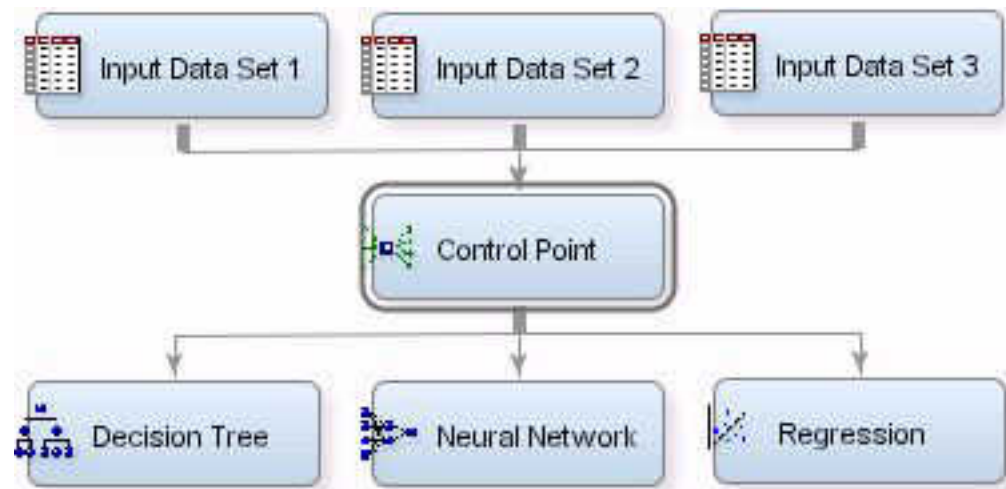 Input Data Set 1
Input Data Set 2
Input Data Set 3
Control Point
Decision Tree
Neural Network
Regression